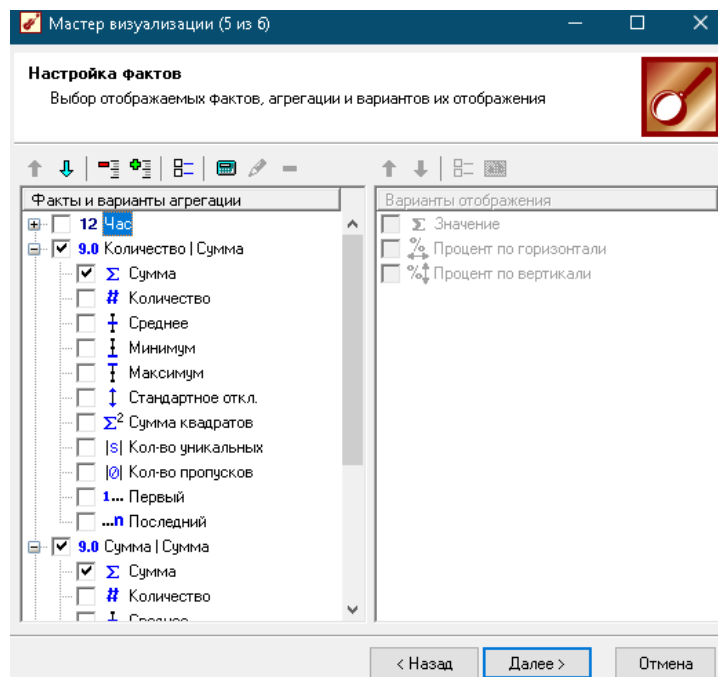 Мастер визуализации (5 из 6)
Настройка фактов
Выбор отображаемых фактов, агрегации и вариантов их отображения
Факты и варианты агрегации
12 Час
9.0 Количество | Сумма
Σ Сумма
# Количество
Среднее
Минимум
Максимум
Стандартное откл.
Σ² Сумма квадратов
|s| Кол-во уникальных
|0| Кол-во пропусков
1... Первый
...n Последний
9.0 Сумма | Сумма
Σ Сумма
# Количество
Среднее
Варианты отображения
Σ Значение
% Процент по горизонтали
% Процент по вертикали
< Назад
Далее >
Отмена